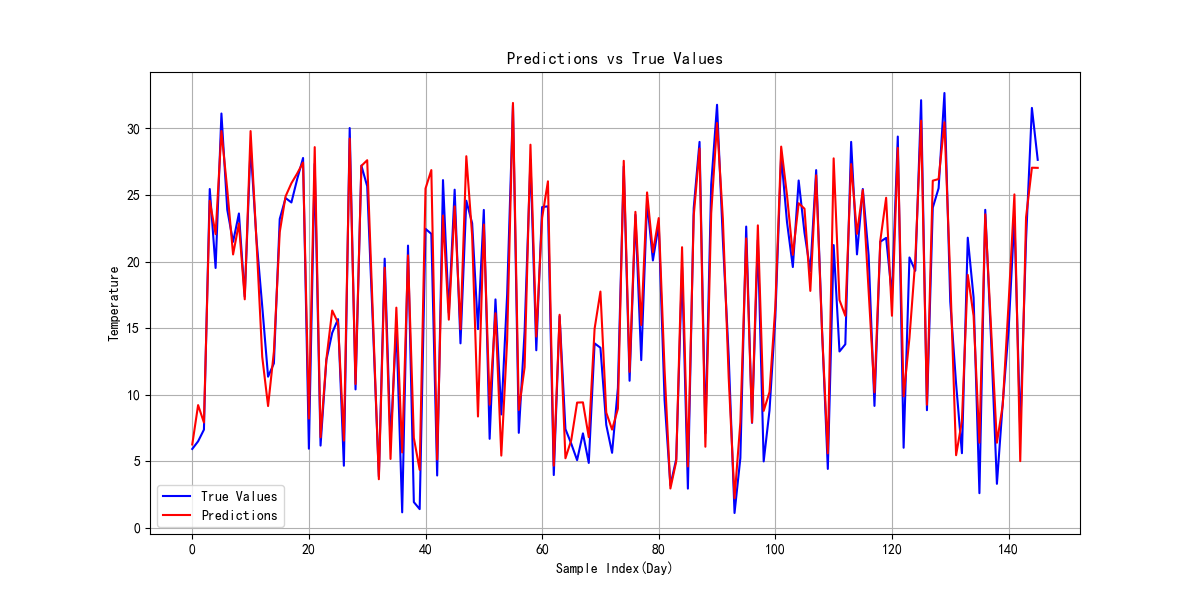 Predictions vs True Values
Temperature
30
25
20
15
10
5
0
True Values
Predictions
0 20 40 60 80 100 120 140
Sample Index(Day)